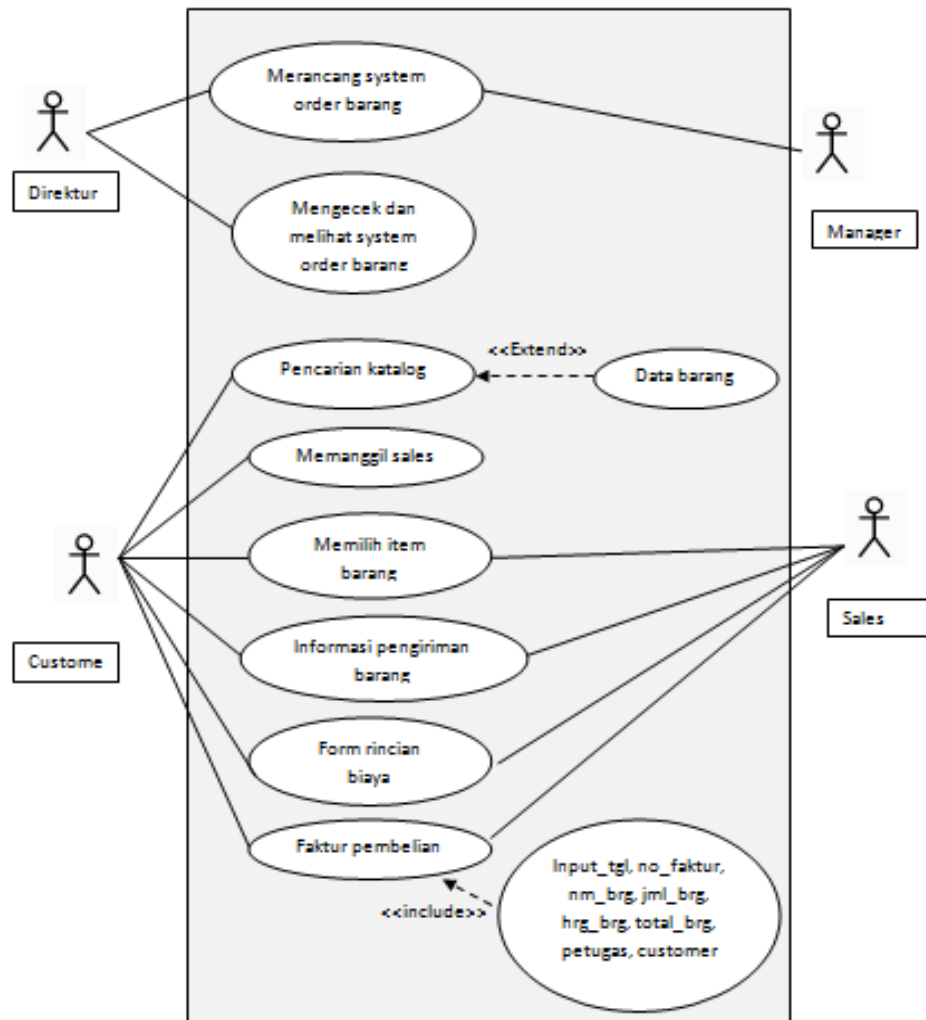 Merancang system
order barang
Direktur
Mengecek dan
melihat system
order barang
Manager
Pencarian katalog
<<Extend>>
Data barang
Memanggil sales
Memilih item
barang
Sales
Custome
Informasi pengiriman
barang
Form rincian
biaya
Faktur pembelian
<<include>>
Input_tgl, no_faktur,
nm_brg, jml_brg,
hrg_brg, total_brg,
petugas, customer